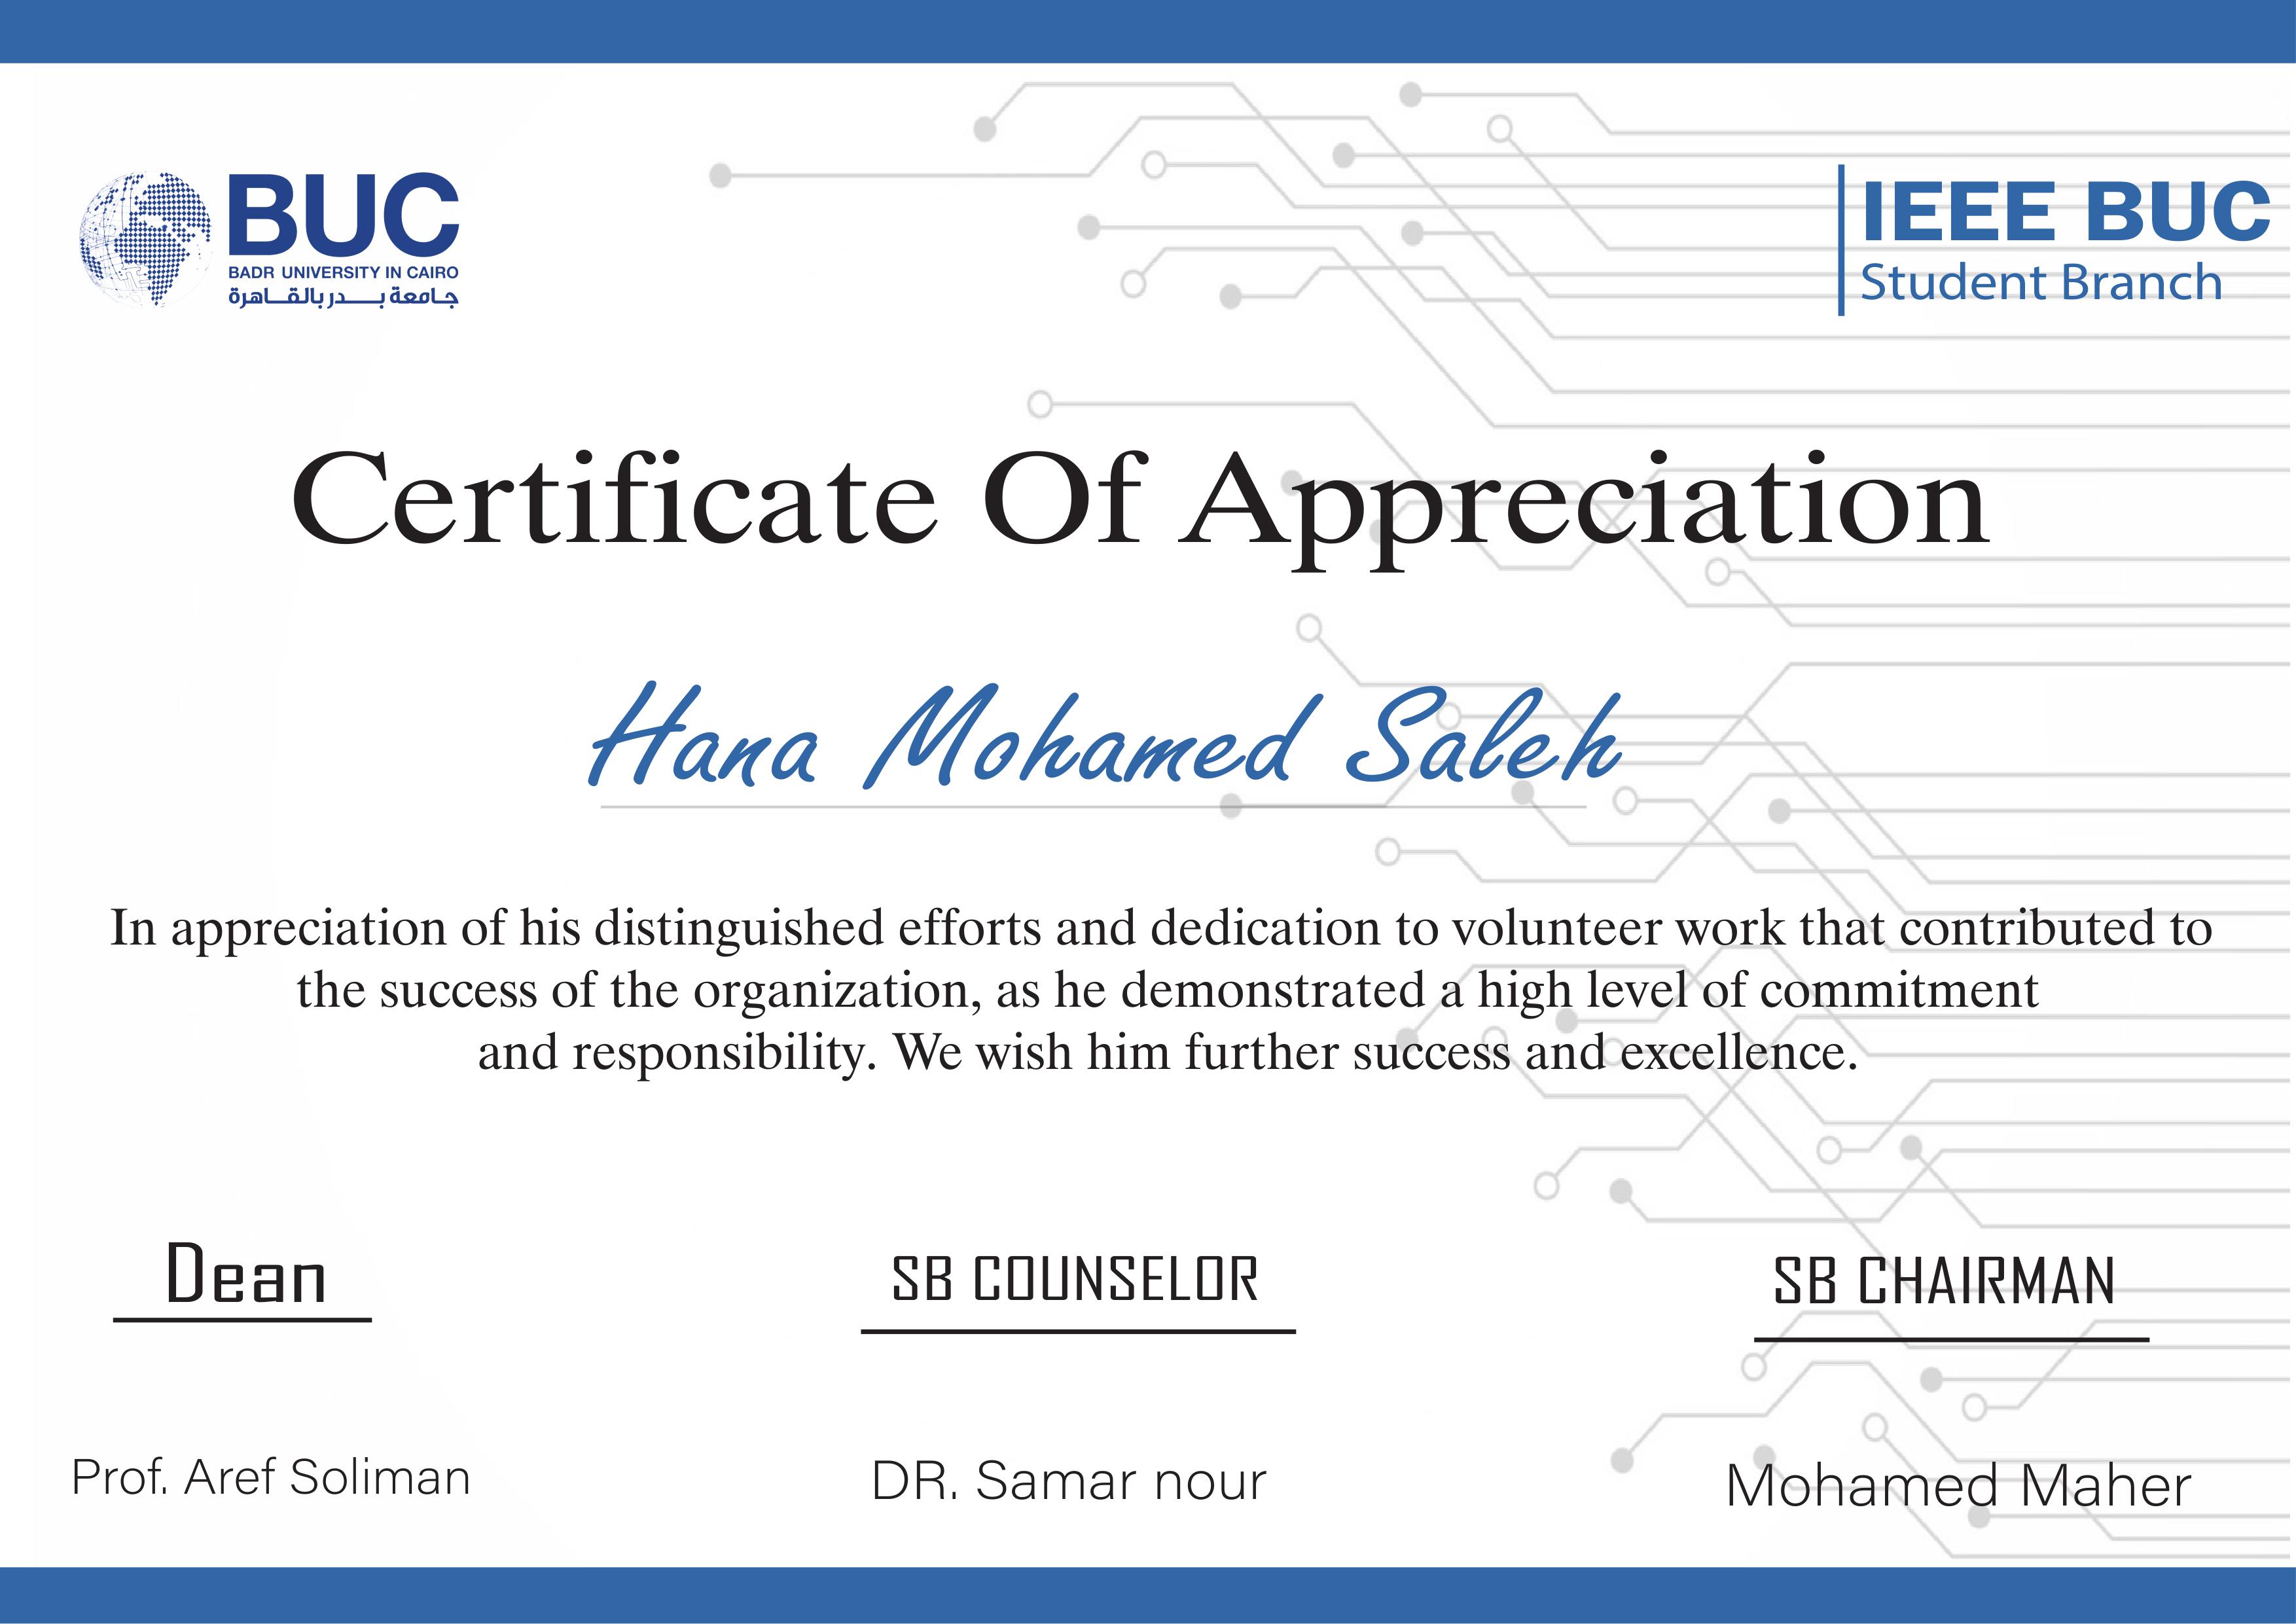 BUC
BADR UNIVERSITY IN CAIRO
جامعة بدر بالقاهرة
IEEE BUC
Student Branch
Certificate Of Appreciation
Hana Mohamed Saleh
In appreciation of his distinguished efforts and dedication to volunteer work that contributed to
the success of the organization, as he demonstrated a high level of commitment
and responsibility. We wish him further success and excellence.
Dean
SB COUNSELOR
SB CHAIRMAN
Prof. Aref Soliman
DR. Samar nour
Mohamed Maher